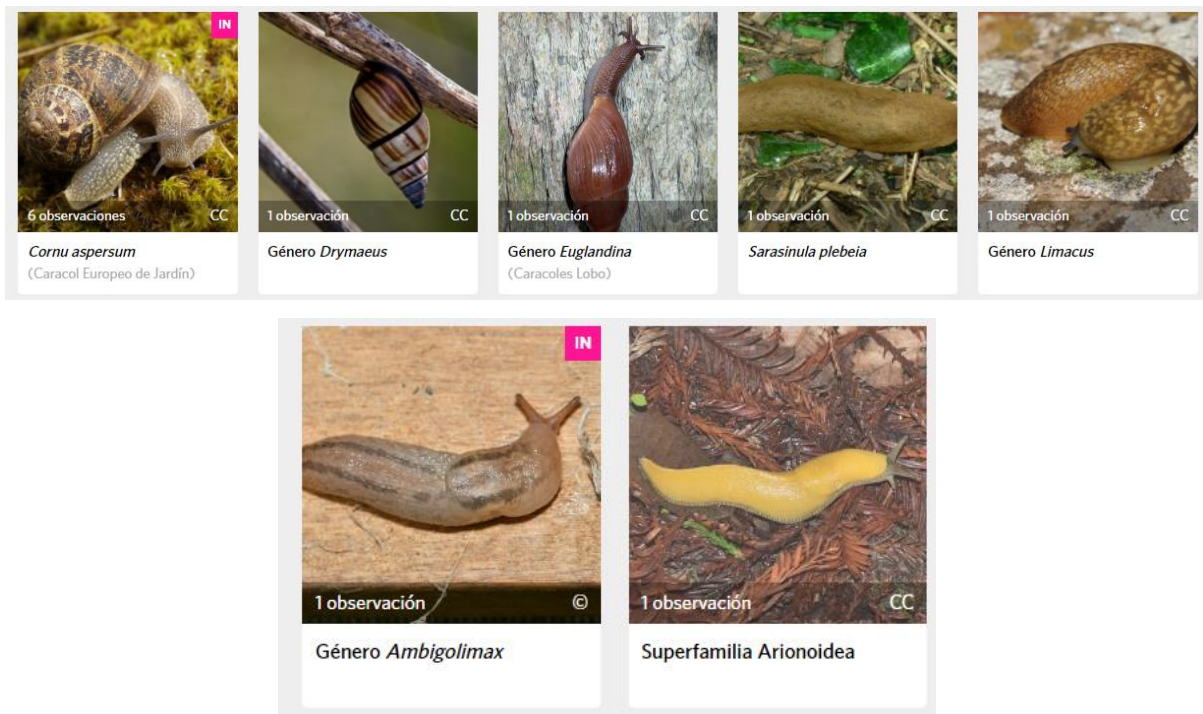 IN
6 observaciones CC
Cornu aspersum
(Caracol Europeo de Jardín)
1 observación CC
Género Drymaeus
1 observación CC
Género Euglandina
(Caracoles Lobo)
1 observación CC
Sarasinula plebeia
1 observación CC
Género Limacus
IN
1 observación ©
Género Ambigolimax
1 observación CC
Superfamilia Arionoidea